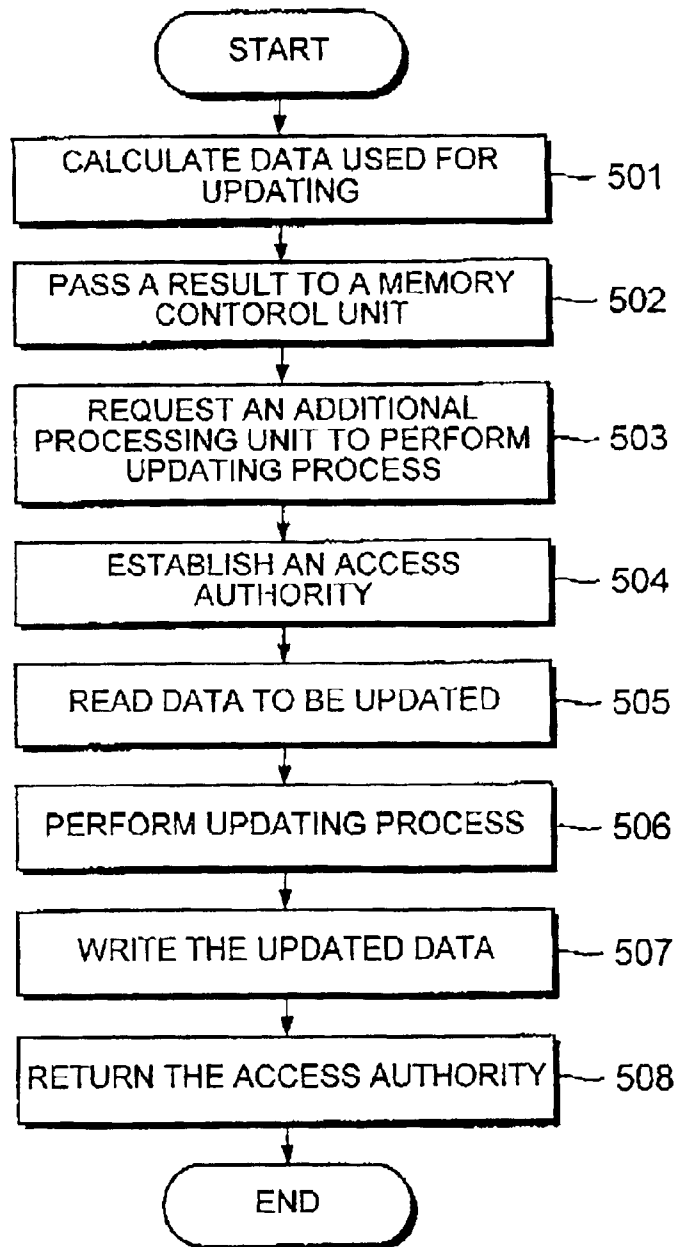 START
CALCULATE DATA USED FOR
UPDATING
501
PASS A RESULT TO A MEMORY
CONTOROL UNIT
502
REQUEST AN ADDITIONAL
PROCESSING UNIT TO PERFORM
UPDATING PROCESS
503
ESTABLISH AN ACCESS
AUTHORITY
504
READ DATA TO BE UPDATED
505
PERFORM UPDATING PROCESS
506
WRITE THE UPDATED DATA
507
RETURN THE ACCESS AUTHORITY
508
END